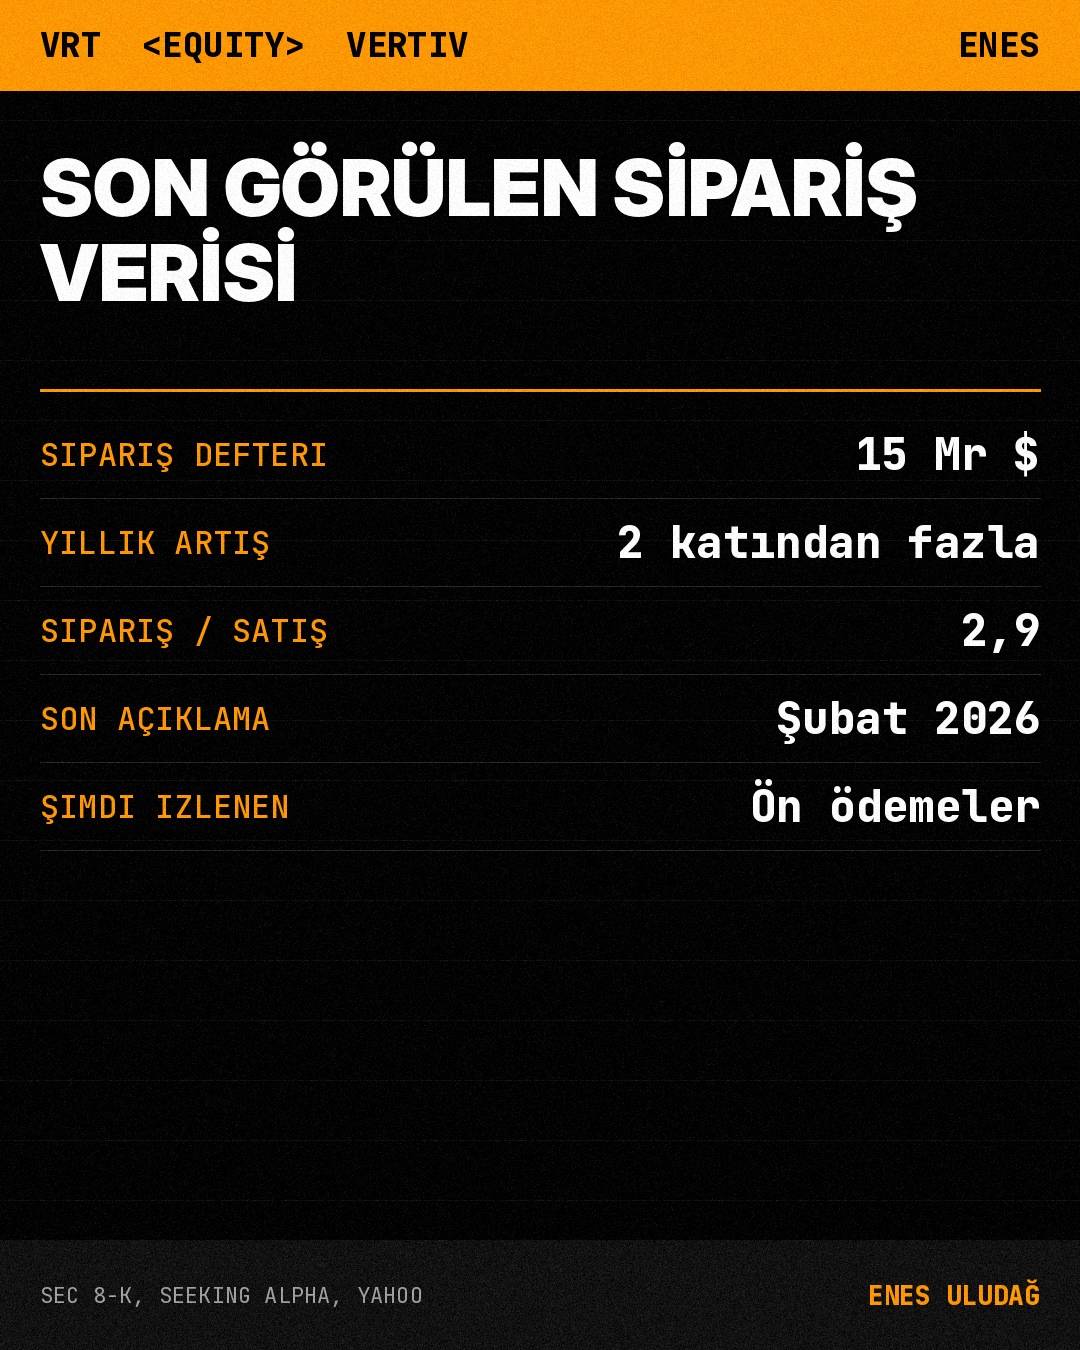 VRT <EQUITY> VERTIV ENES
SON GÖRÜLEN SİPARİŞ
VERİSİ
SIPARIŞ DEFTERI 15 Mr $
YILLIK ARTIŞ 2 katından fazla
SIPARIŞ / SATIŞ 2,9
SON AÇIKLAMA Şubat 2026
ŞIMDI IZLENEN Ön ödemeler
SEC 8-K, SEEKING ALPHA, YAHOO ENES ULUDAĞ